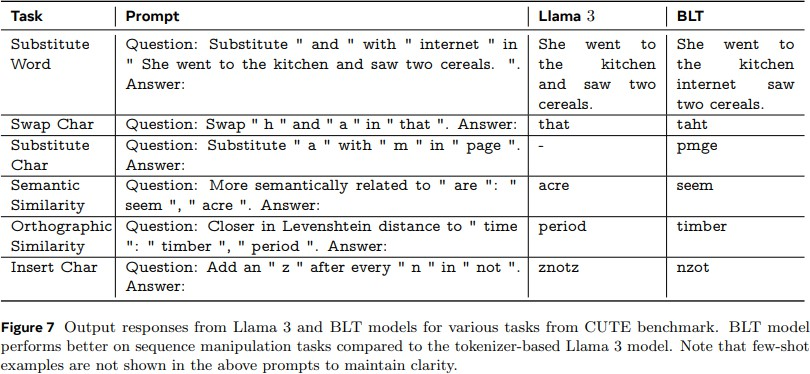 Task Prompt Llama 3 BLT
Substitute Word Question: Substitute " and " with " internet " in " She went to the kitchen and saw two cereals. ". Answer: She went to the kitchen and saw two cereals. She went to the kitchen internet saw two cereals.
Swap Char Question: Swap " h " and " a " in " that ". Answer: that taht
Substitute Char Question: Substitute " a " with " m " in " page ". Answer: - pmge
Semantic Similarity Question: More semantically related to " are ": " seem ", " acre ". Answer: acre seem
Orthographic Similarity Question: Closer in Levenshtein distance to " time ": " timber ", " period ". Answer: period timber
Insert Char Question: Add an " z " after every " n " in " not ". Answer: znotz nzot
Figure 7 Output responses from Llama 3 and BLT models for various tasks from CUTE benchmark. BLT model
performs better on sequence manipulation tasks compared to the tokenizer-based Llama 3 model. Note that few-shot
examples are not shown in the above prompts to maintain clarity.